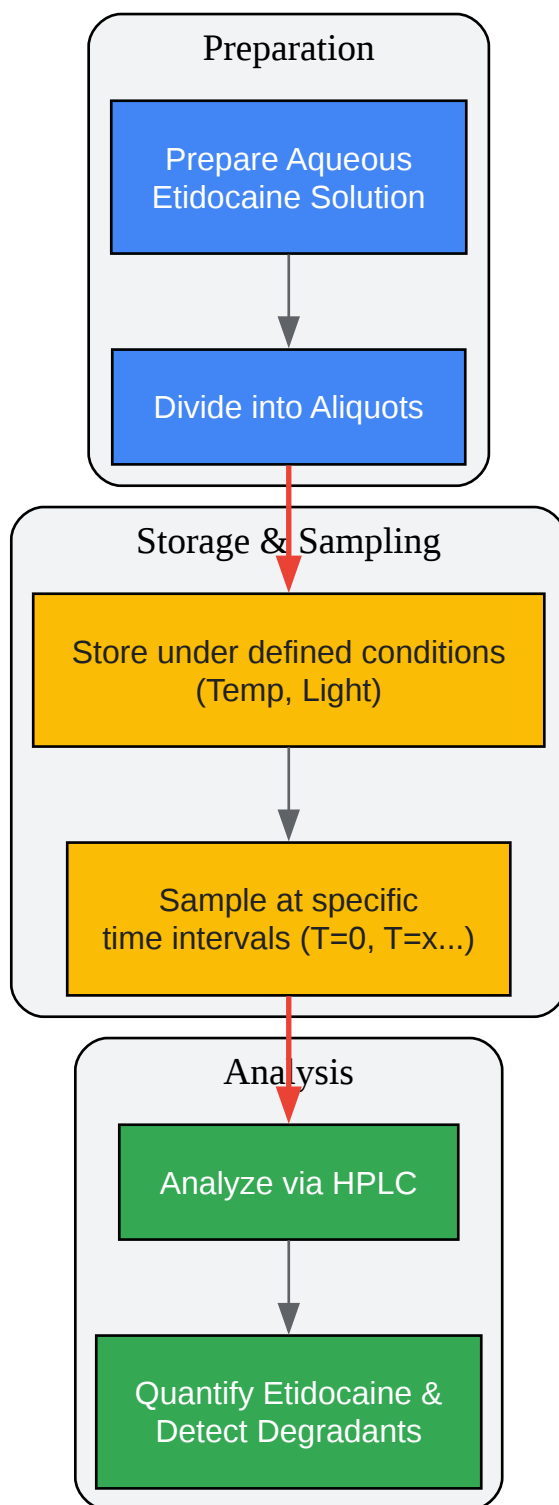 Preparation
Prepare Aqueous
Etidocaine Solution
Divide into Aliquots
Storage & Sampling
Store under defined conditions
(Temp, Light)
Sample at specific
time intervals (T=0, T=x...)
Analysis
Analyze via HPLC
Quantify Etidocaine &
Detect Degradants